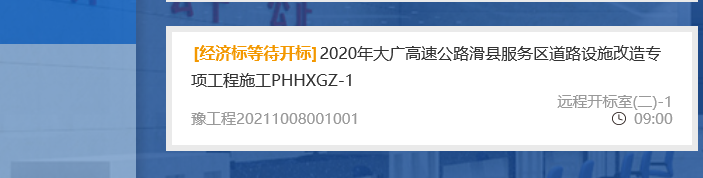 [经济标等待开标] 2020年大广高速公路滑县服务区道路设施改造专
项工程施工PHHXGZ-1
远程开标室(二)-1
豫工程20211008001001
09:00